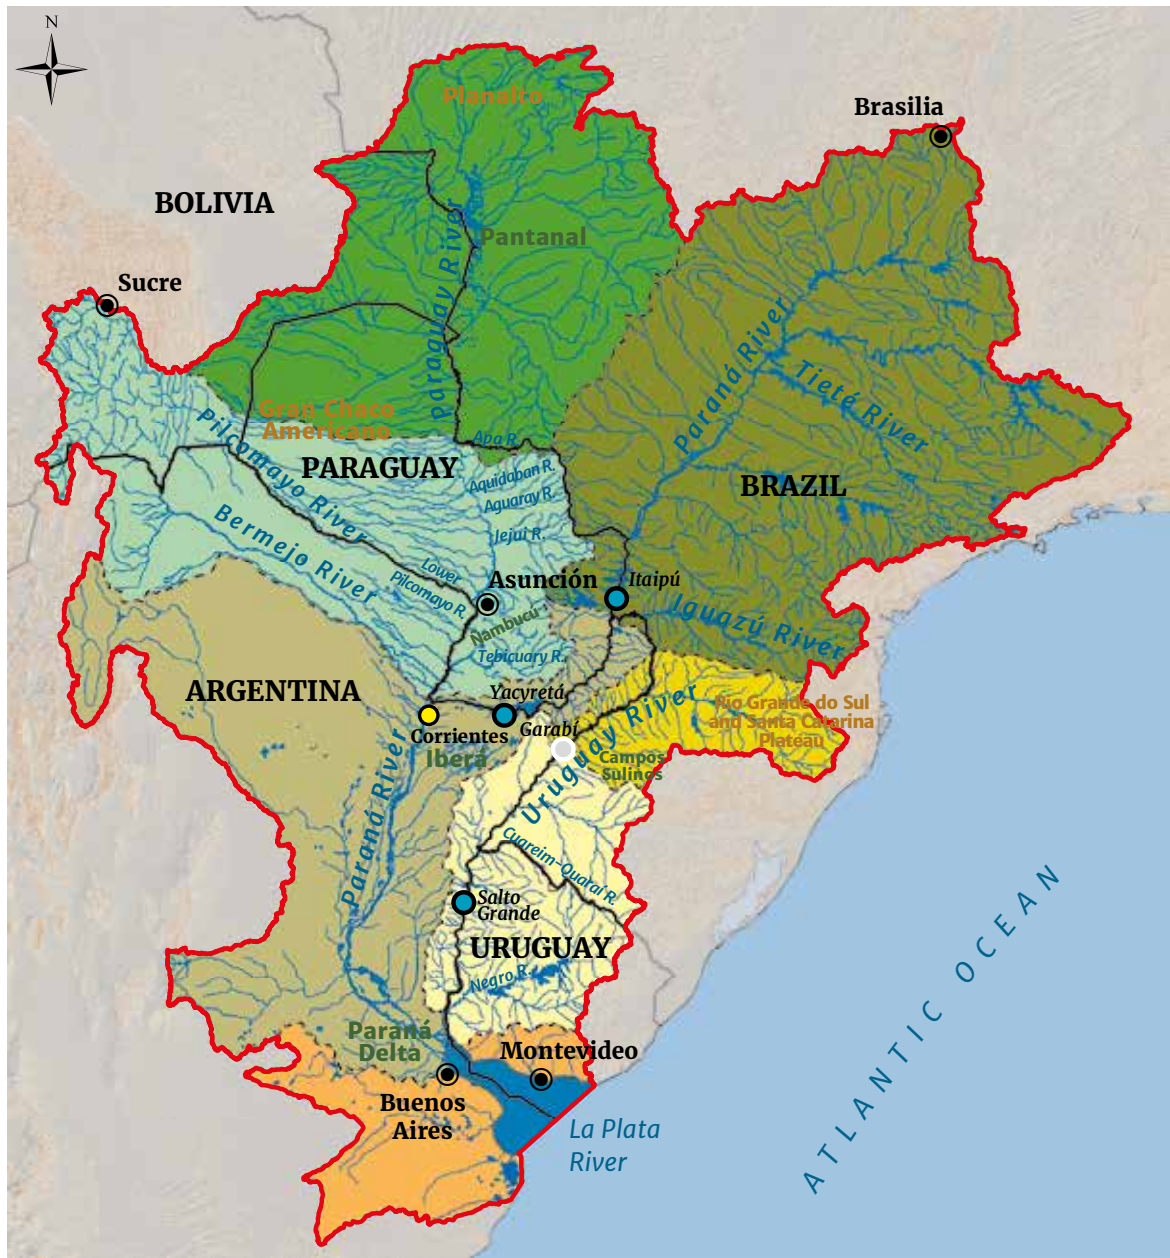 N
Planalto
Brasilia
BOLIVIA
Paraguay River
Pantanal
Sucre
Paraná River
Tieté River
Gran Chaco
Americano
Pilcomayo River
Apa R.
PARAGUAY
Aquidaban R.
BRAZIL
Aguaray R.
Bermejo River
Jejui R.
Lower
Pilcomayo R.
Asunción
Itaipú
Iguazú River
Ñambucú
Tebicuary R.
ARGENTINA
Yacyretá
Corrientes
Garabí
Uruguay River
Rio Grande do Sul
and Santa Catarina
Plateau
Iberá
Campos
Sulinos
Paraná River
Cuareim-Quaraí R.
Salto
Grande
URUGUAY
Negro R.
ATLANTIC OCEAN
Paraná
Delta
Montevideo
Buenos
Aires
La Plata
River